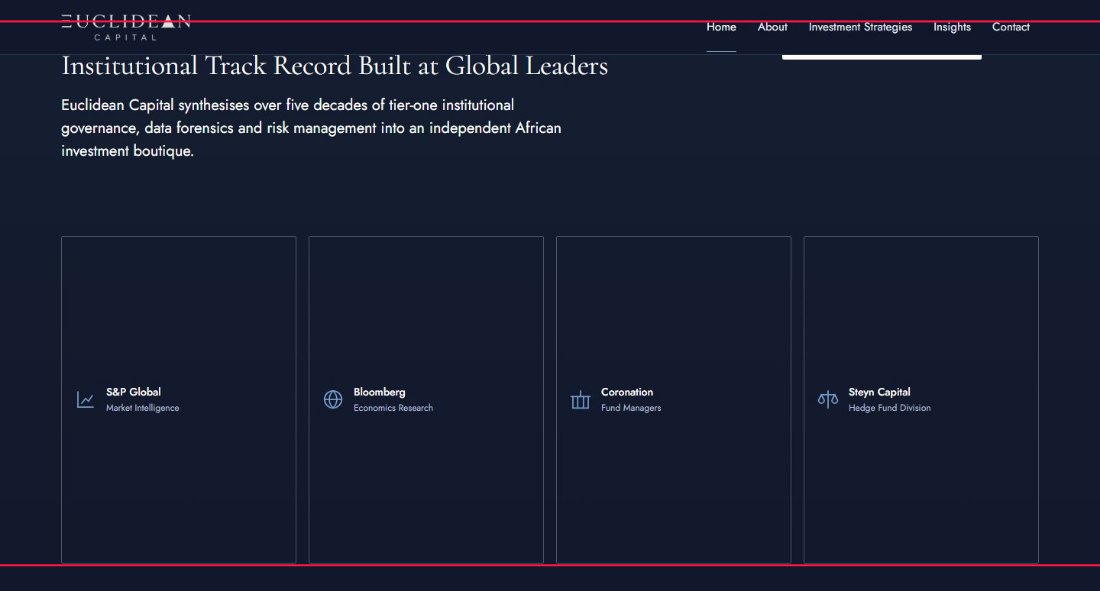 EUCLIDEAN
CAPITAL
Home About Investment Strategies Insights Contact
Institutional Track Record Built at Global Leaders
Euclidean Capital synthesises over five decades of tier-one institutional
governance, data forensics and risk management into an independent African
investment boutique.
S&P Global
Market Intelligence
Bloomberg
Economics Research
Coronation
Fund Managers
Steyn Capital
Hedge Fund Division